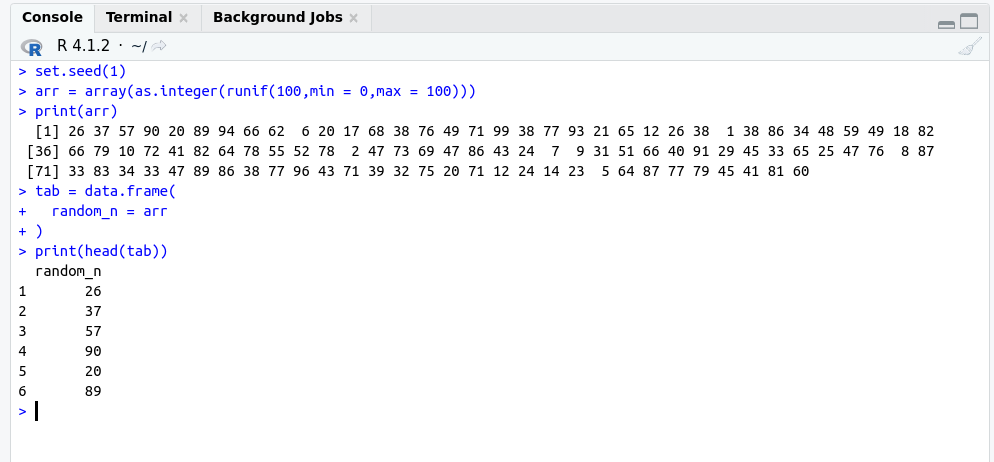 Console Terminal × Background Jobs ×
R R 4.1.2 · ~/
> set.seed(1)
> arr = array(as.integer(runif(100,min = 0,max = 100)))
> print(arr)
  [1] 26 37 57 90 20 89 94 66 62  6 20 17 68 38 76 49 71 99 38 77 93 21 65 12 26 38  1 38 86 34 48 59 49 18 82
 [36] 66 79 10 72 41 82 64 78 55 52 78  2 47 73 69 47 86 43 24  7  9 31 51 66 40 91 29 45 33 65 25 47 76  8 87
 [71] 33 83 34 33 47 89 86 38 77 96 43 71 39 32 75 20 71 12 24 14 23  5 64 87 77 79 45 41 81 60
> tab = data.frame(
+   random_n = arr
+ )
> print(head(tab))
  random_n
1       26
2       37
3       57
4       90
5       20
6       89
>